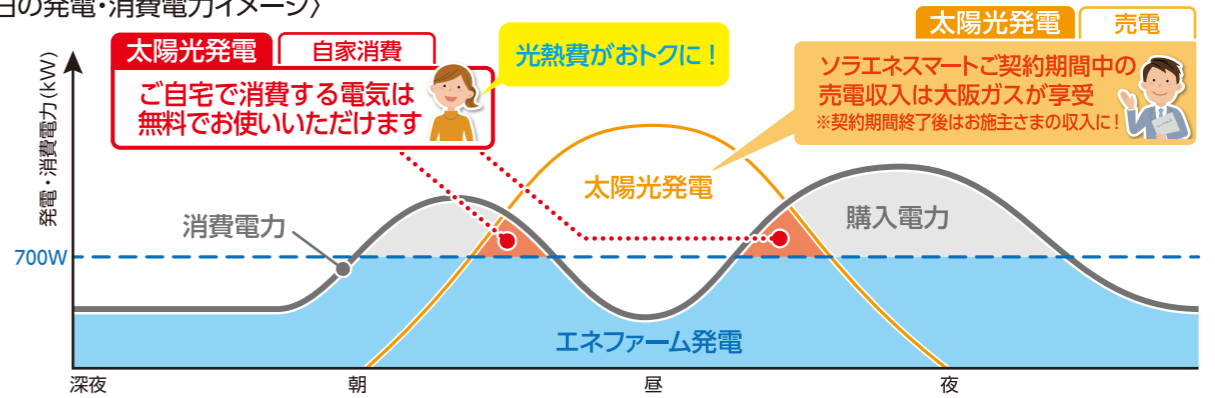 日の発電・消費電力イメージ〉
太陽光発電 自家消費
ご自宅で消費する電気は
無料でお使いいただけます
光熱費がおトクに！
太陽光発電 売電
ソラエネスマートご契約期間中の
売電収入は大阪ガスが享受
※契約期間終了後はお施主さまの収入に！
発電・消費電力(kW)
太陽光発電
消費電力
購入電力
700W
エネファーム発電
深夜 朝 昼 夜